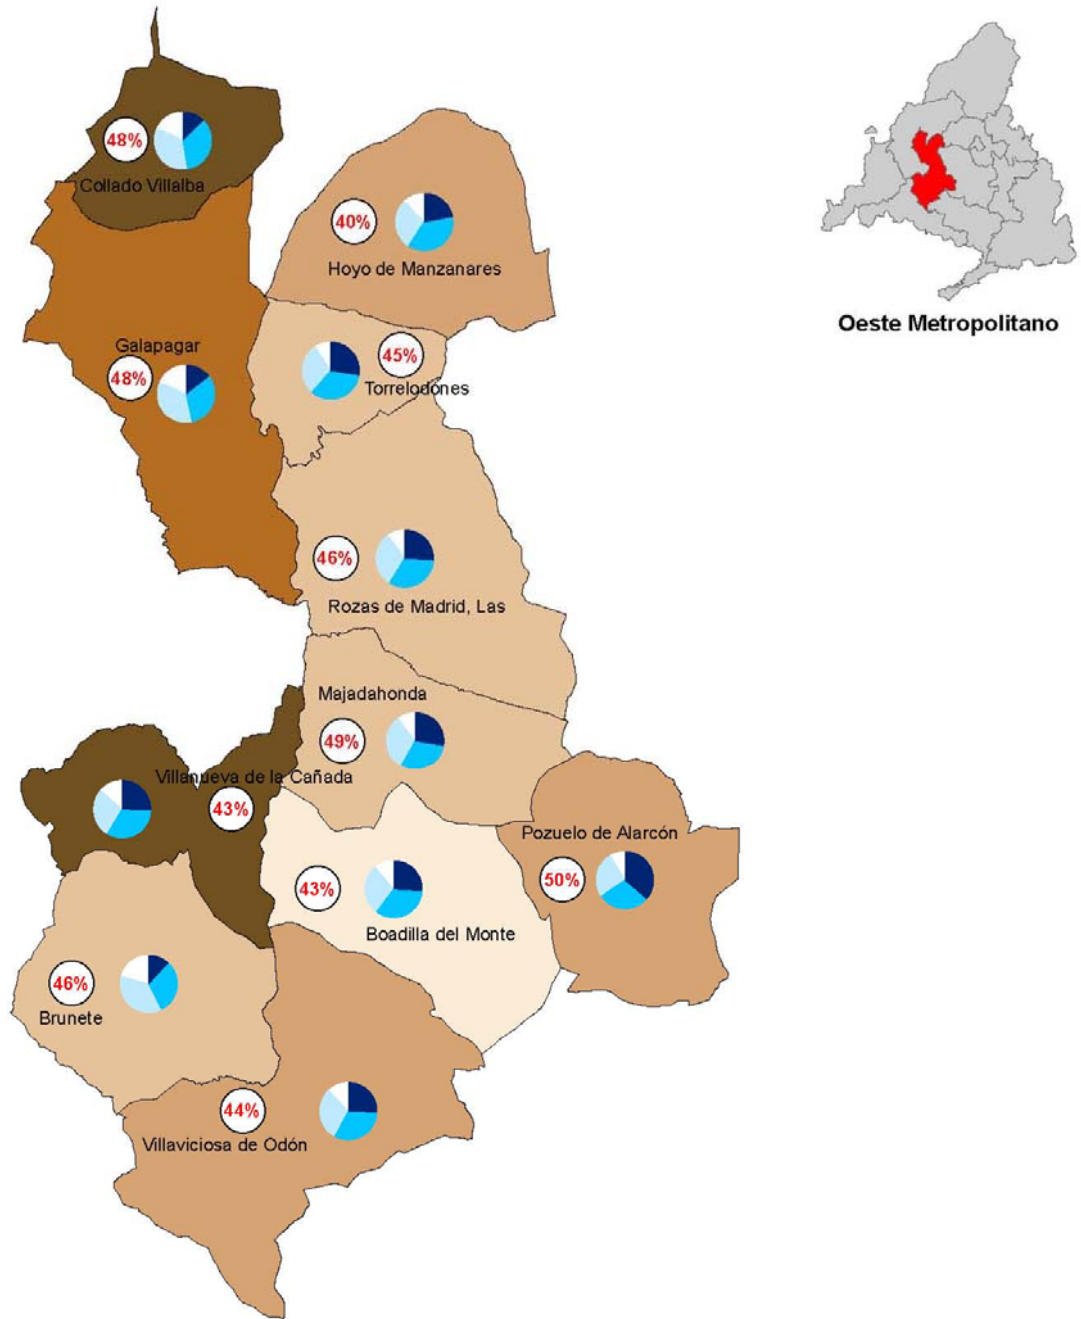 48%
Collado Villalba
40%
Hoyo de Manzanares
Oeste Metropolitano
Galapagar
48%
45%
Torrelodones
46%
Rozas de Madrid, Las
Majadahonda
49%
Villanueva de la Cañada
43%
Pozuelo de Alarcón
50%
43%
Boadilla del Monte
46%
Brunete
44%
Villaviciosa de Odón